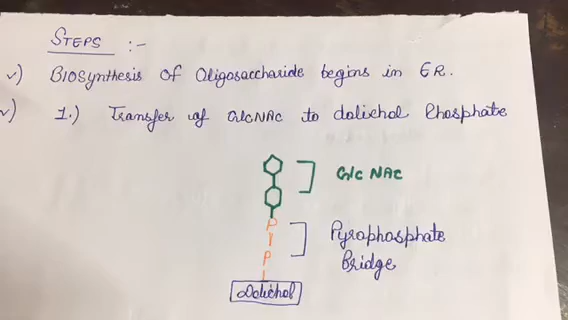 STEPS :-
✓) Biosynthesis of Oligosaccharide begins in ER.
✓) 1.) Transfer of GlcNAc to dolichol Phosphate
GlcNAc
P
P
Pyrophosphate
Bridge
Dolichol